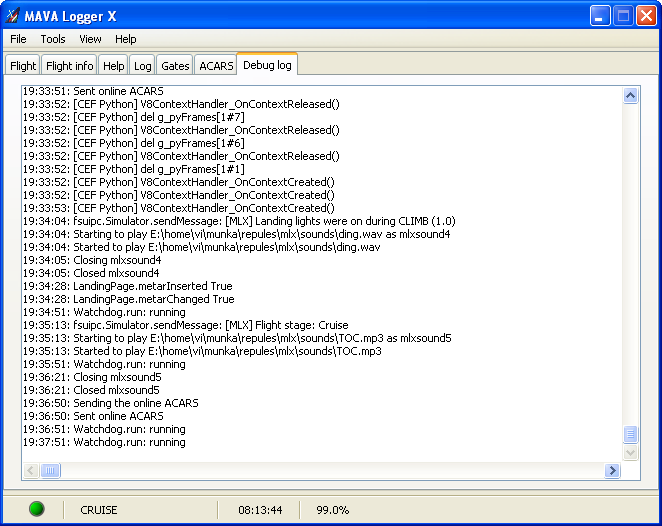 MAVA Logger X
File Tools View Help
Flight Flight info Help Log Gates ACARS Debug log
19:33:51: Sent online ACARS
19:33:52: [CEF Python] V8ContextHandler_OnContextReleased()
19:33:52: [CEF Python] del g_pyFrames[1#7]
19:33:52: [CEF Python] V8ContextHandler_OnContextReleased()
19:33:52: [CEF Python] del g_pyFrames[1#6]
19:33:52: [CEF Python] V8ContextHandler_OnContextReleased()
19:33:52: [CEF Python] del g_pyFrames[1#1]
19:33:52: [CEF Python] V8ContextHandler_OnContextCreated()
19:33:52: [CEF Python] V8ContextHandler_OnContextCreated()
19:33:53: [CEF Python] V8ContextHandler_OnContextCreated()
19:34:04: fsuipc.Simulator.sendMessage: [MLX] Landing lights were on during CLIMB (1.0)
19:34:04: Starting to play E:\home\vi\munka\repules\mlx\sounds\ding.wav as mlxsound4
19:34:04: Started to play E:\home\vi\munka\repules\mlx\sounds\ding.wav
19:34:05: Closing mlxsound4
19:34:05: Closed mlxsound4
19:34:28: LandingPage.metarInserted True
19:34:28: LandingPage.metarChanged True
19:34:51: Watchdog.run: running
19:35:13: fsuipc.Simulator.sendMessage: [MLX] Flight stage: Cruise
19:35:13: Starting to play E:\home\vi\munka\repules\mlx\sounds\TOC.mp3 as mlxsound5
19:35:13: Started to play E:\home\vi\munka\repules\mlx\sounds\TOC.mp3
19:35:51: Watchdog.run: running
19:36:21: Closing mlxsound5
19:36:21: Closed mlxsound5
19:36:50: Sending the online ACARS
19:36:50: Sent online ACARS
19:36:51: Watchdog.run: running
19:37:51: Watchdog.run: running
CRUISE 08:13:44 99.0%